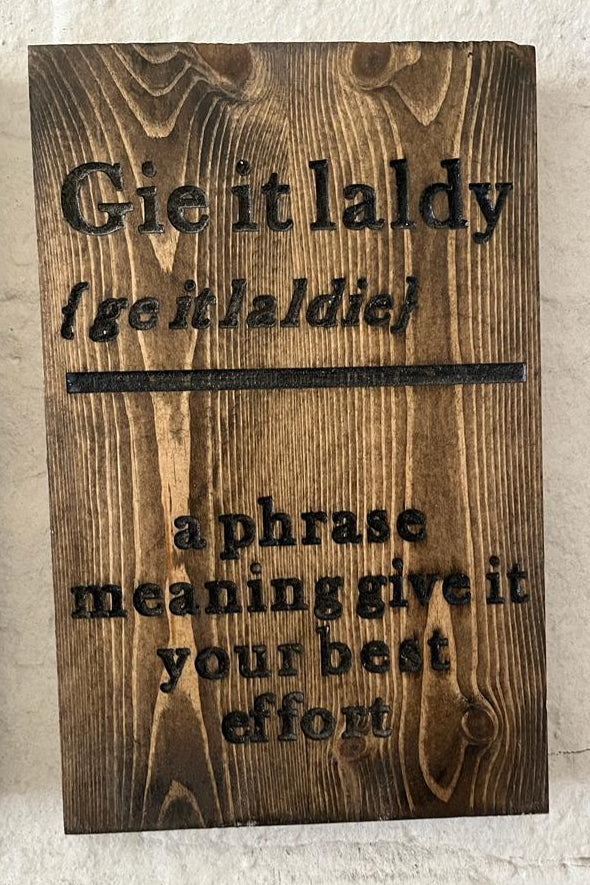 Gie it laldy
{ge it laldie}
a phrase
meaning give it
your best
effort